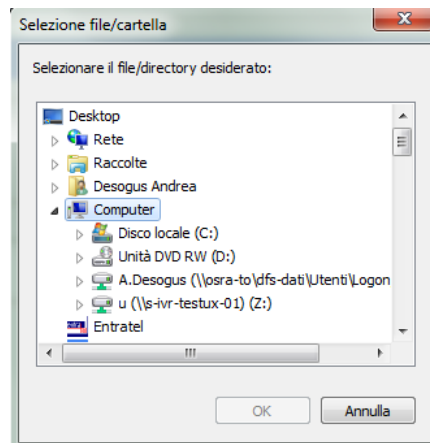 Selezione file/cartella
Selezionare il file/directory desiderato:
Desktop
Rete
Raccolte
Desogus Andrea
Computer
Disco locale (C:)
Unità DVD RW (D:)
A.Desogus (\\osra-to\dfs-dati\Utenti\Logon
u (\\s-ivr-testux-01) (Z:)
Entratel
OK
Annulla